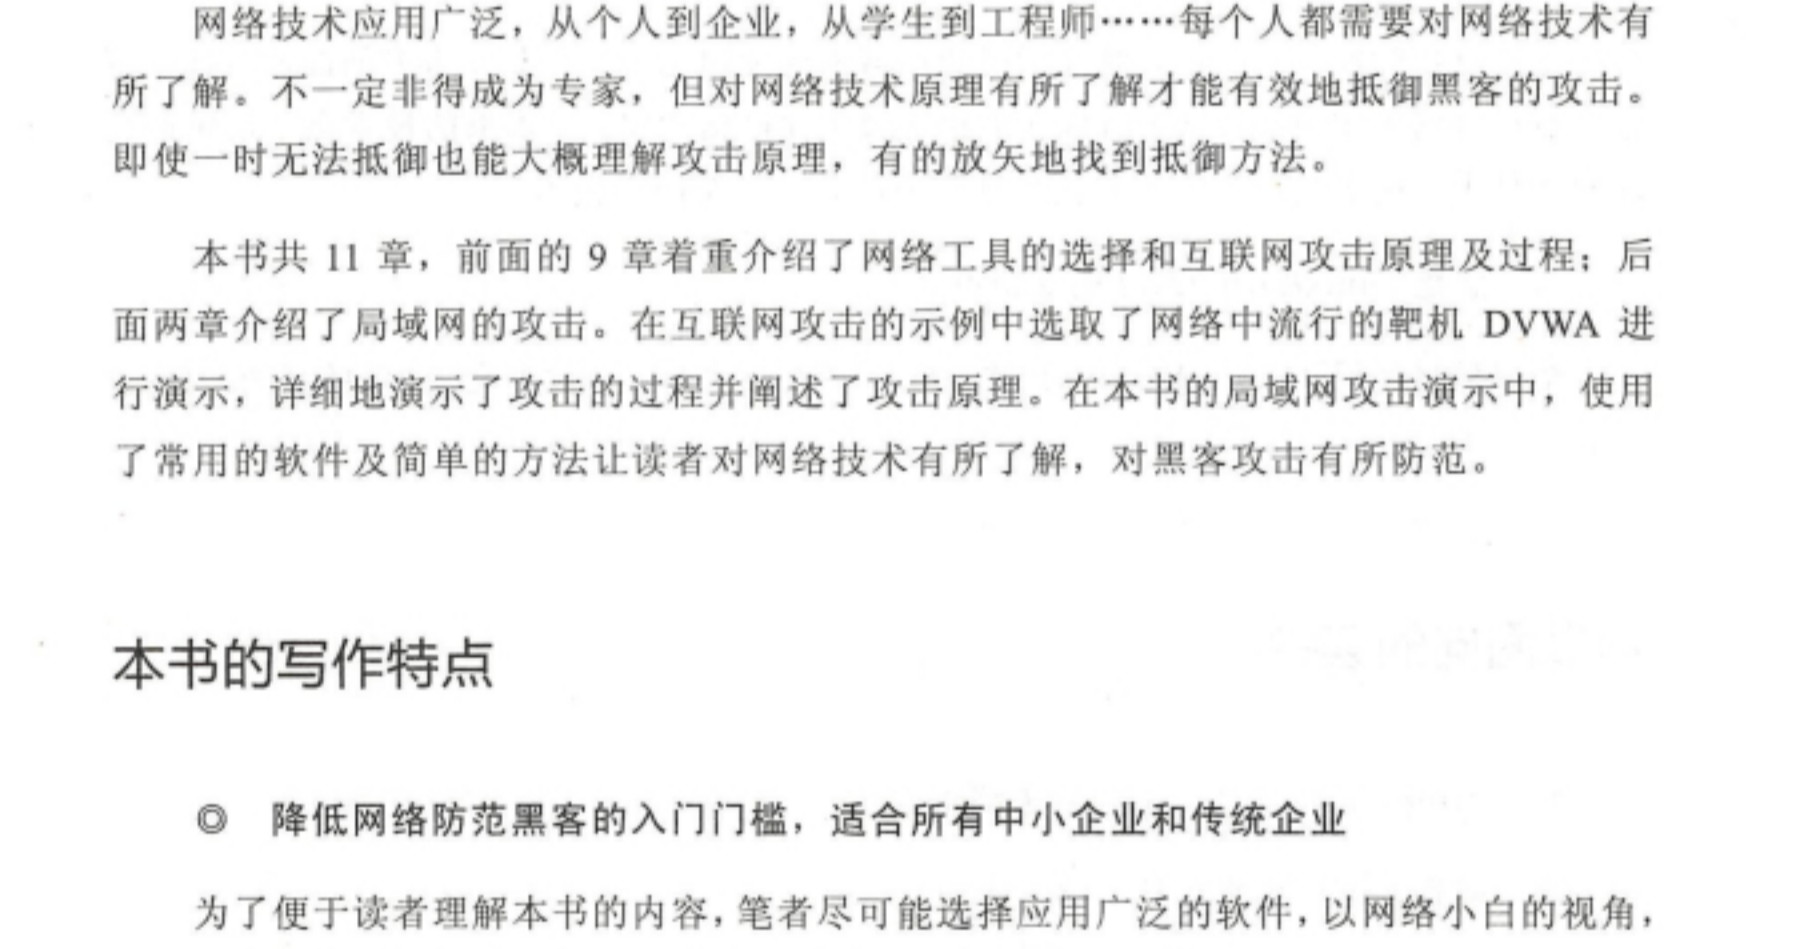 网络技术应用广泛，从个人到企业，从学生到工程师……每个人都需要对网络技术有
所了解。不一定非得成为专家，但对网络技术原理有所了解才能有效地抵御黑客的攻击。
即使一时无法抵御也能大概理解攻击原理，有的放矢地找到抵御方法。
本书共 11 章，前面的 9 章着重介绍了网络工具的选择和互联网攻击原理及过程；后
面两章介绍了局域网的攻击。在互联网攻击的示例中选取了网络中流行的靶机 DVWA 进
行演示，详细地演示了攻击的过程并阐述了攻击原理。在本书的局域网攻击演示中，使用
了常用的软件及简单的方法让读者对网络技术有所了解，对黑客攻击有所防范。
本书的写作特点
◎ 降低网络防范黑客的入门门槛，适合所有中小企业和传统企业
为了便于读者理解本书的内容，笔者尽可能选择应用广泛的软件，以网络小白的视角，